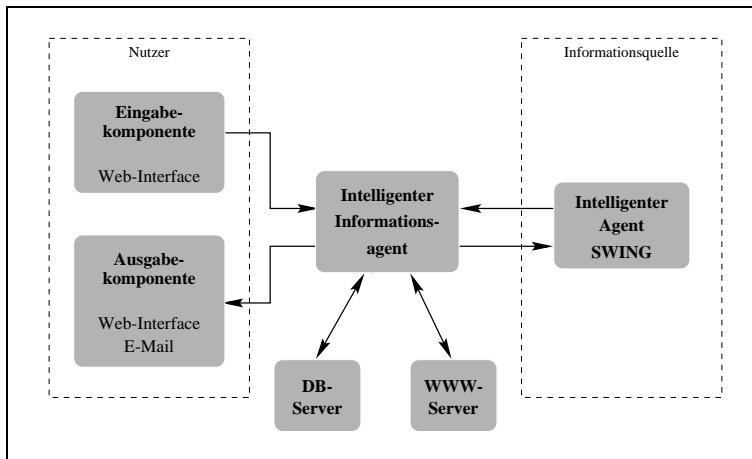 Nutzer
Eingabe-
komponente
Web-Interface
Ausgabe-
komponente
Web-Interface
E-Mail
Intelligenter
Informations-
agent
DB-
Server
WWW-
Server
Informationsquelle
Intelligenter
Agent
SWING